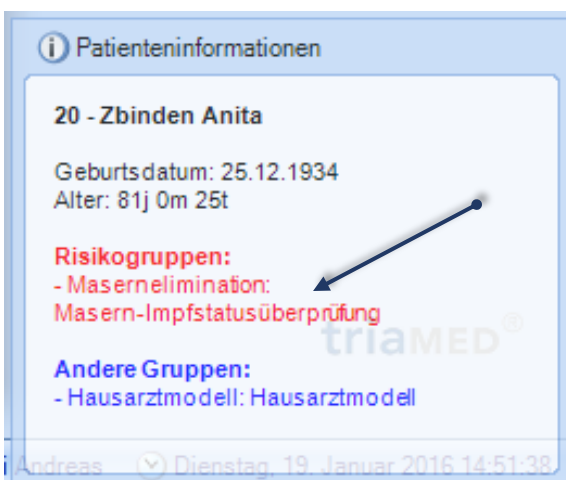 Patienteninformationen
20 - Zbinden Anita
Geburtsdatum: 25.12.1934
Alter: 81j 0m 25t
Risikogruppen:
- Masernelimination:
Masern-Impfstatusüberprüfung
triaMED®
Andere Gruppen:
- Hausarztmodell: Hausarztmodell
Andreas Dienstag, 19. Januar 2016 14:51:38